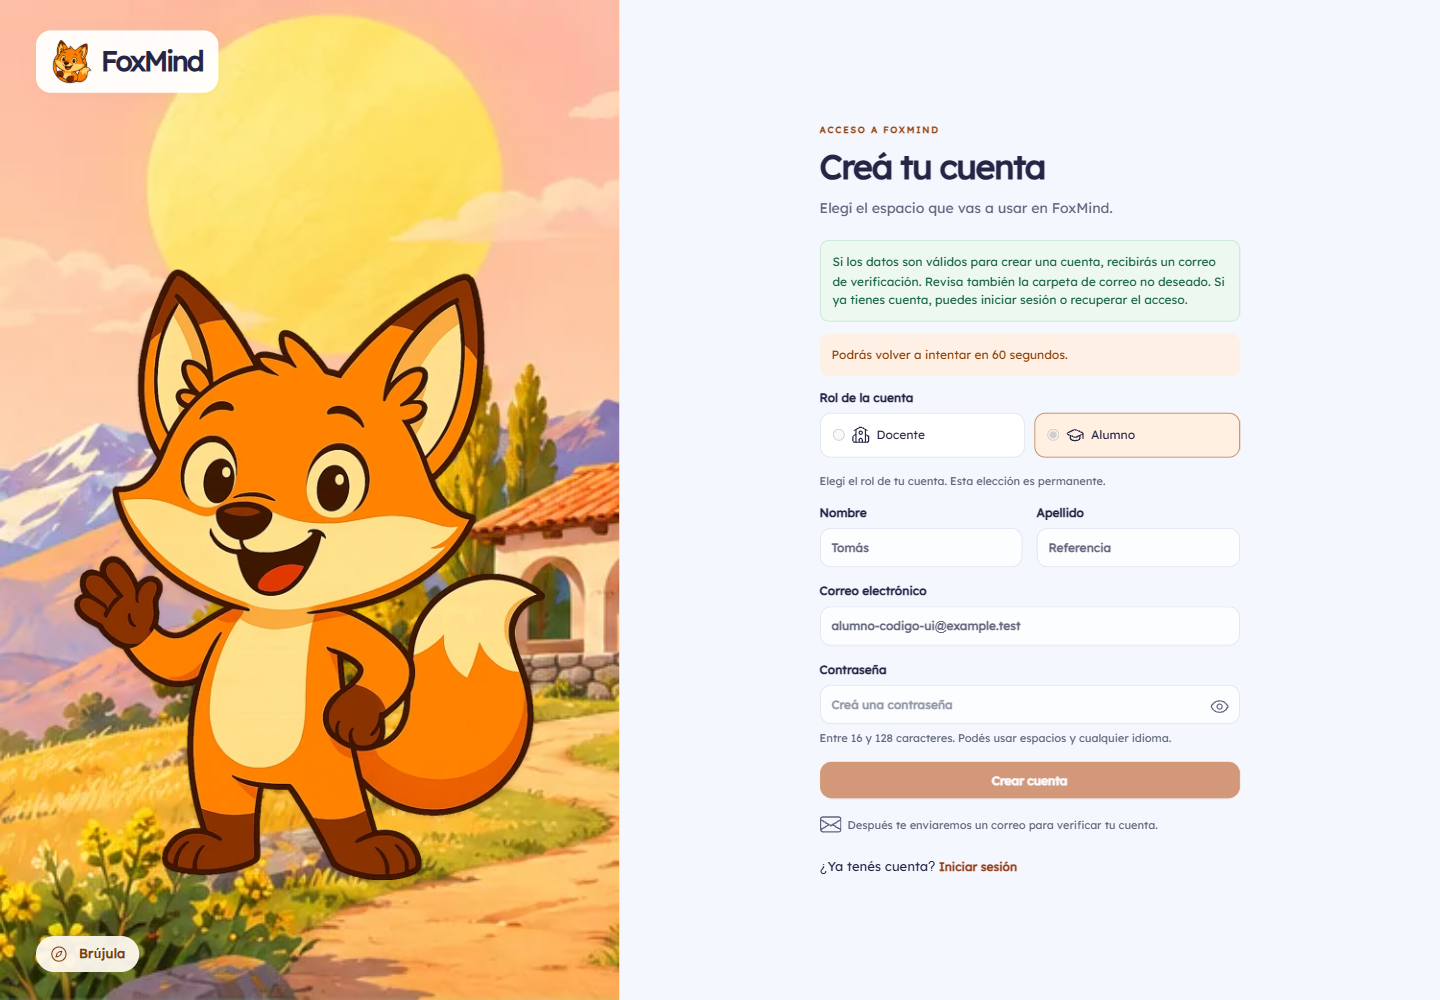 FoxMind
ACCESO A FOXMIND
Creá tu cuenta
Elegí el espacio que vas a usar en FoxMind.
Si los datos son válidos para crear una cuenta, recibirás un correo
de verificación. Revisa también la carpeta de correo no deseado. Si
ya tienes cuenta, puedes iniciar sesión o recuperar el acceso.
Podrás volver a intentar en 60 segundos.
Rol de la cuenta
Docente
Alumno
Elegí el rol de tu cuenta. Esta elección es permanente.
Nombre
Apellido
Tomás
Referencia
Correo electrónico
alumno-codigo-ui@example.test
Contraseña
Creá una contraseña
Entre 16 y 128 caracteres. Podés usar espacios y cualquier idioma.
Crear cuenta
Después te enviaremos un correo para verificar tu cuenta.
¿Ya tenés cuenta? Iniciar sesión
Brújula